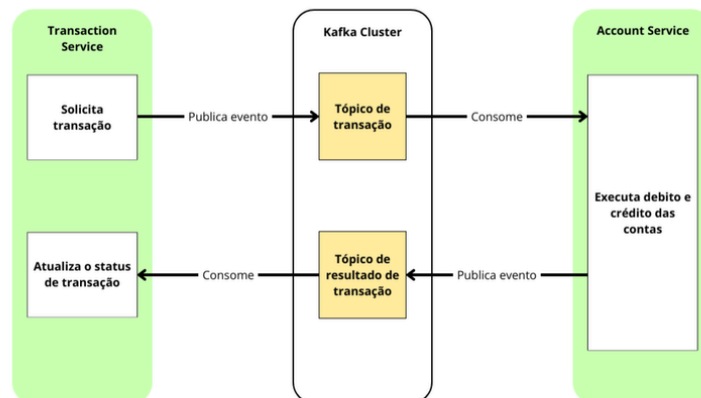 Transaction
Service
Kafka Cluster
Account Service
Solicita
transação
Publica evento
Tópico de
transação
Consome
Executa debito e
crédito das
contas
Atualiza o status
de transação
Consome
Tópico de
resultado de
transação
Publica evento